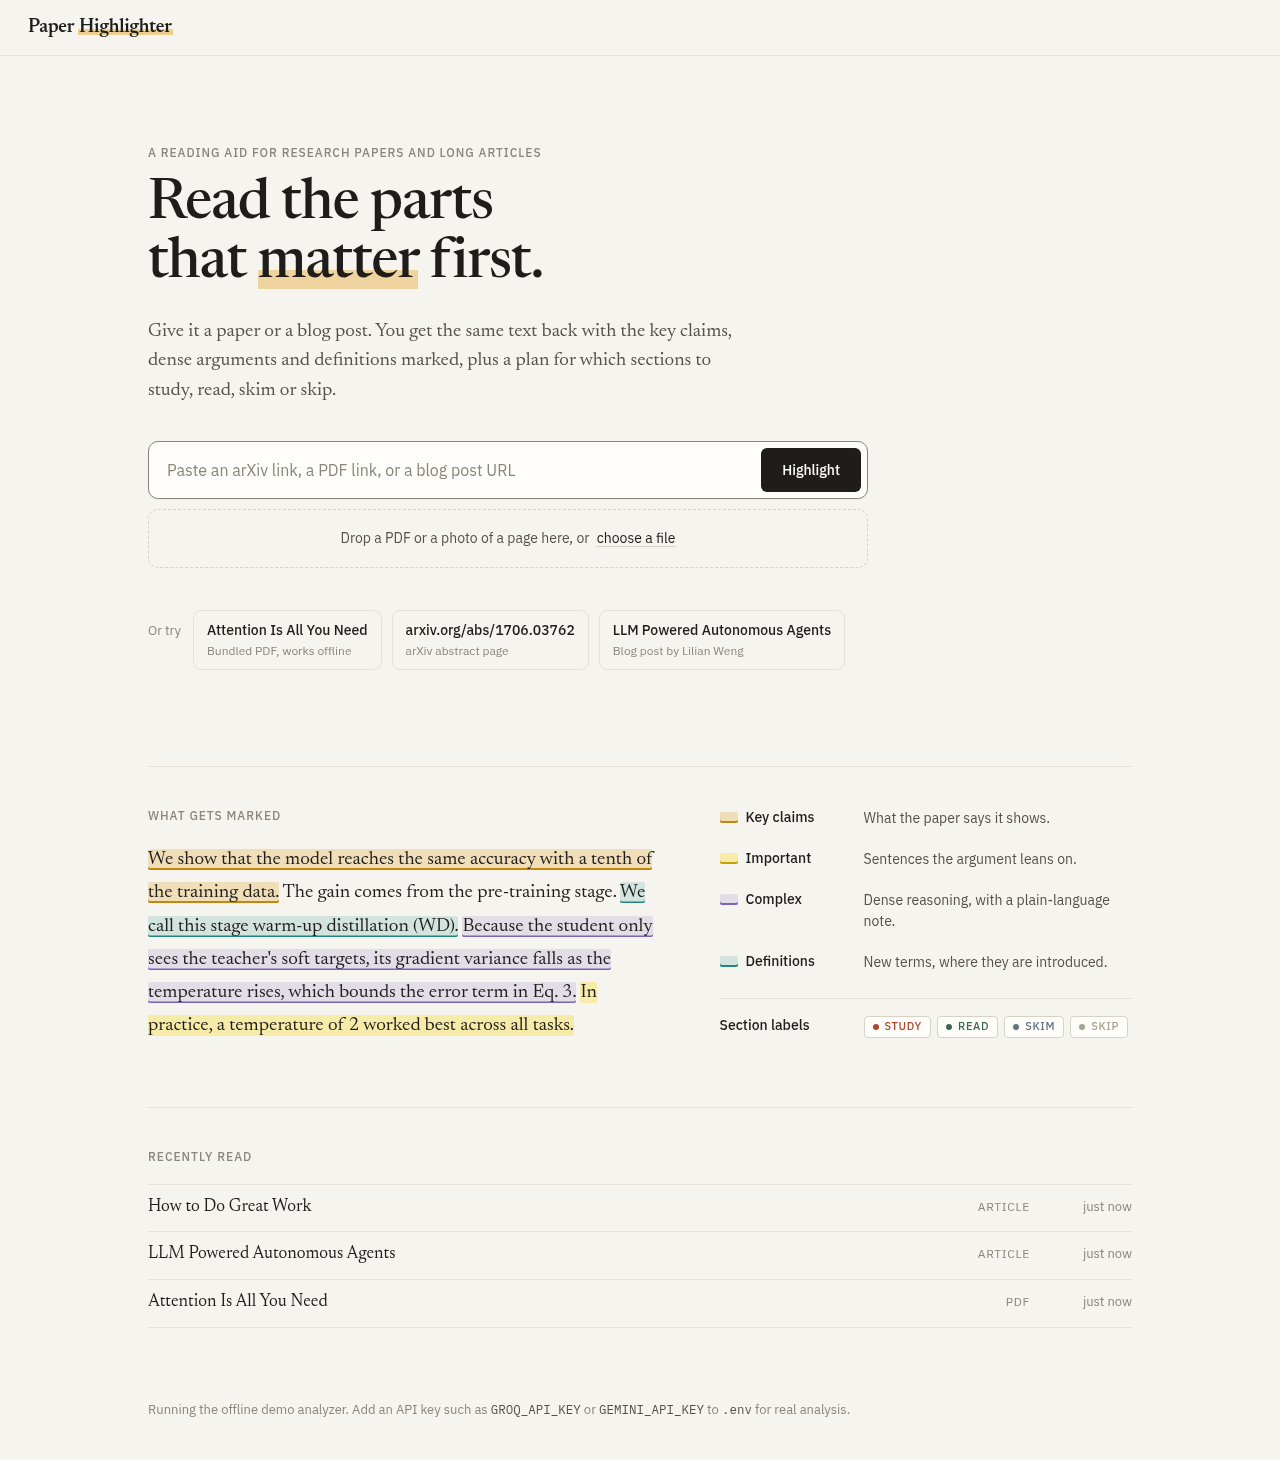 Paper Highlighter
A READING AID FOR RESEARCH PAPERS AND LONG ARTICLES
Read the parts
that matter first.
Give it a paper or a blog post. You get the same text back with the key claims,
dense arguments and definitions marked, plus a plan for which sections to
study, read, skim or skip.
Paste an arXiv link, a PDF link, or a blog post URL
Highlight
Drop a PDF or a photo of a page here, or choose a file
Or try
Attention Is All You Need
Bundled PDF, works offline
arxiv.org/abs/1706.03762
arXiv abstract page
LLM Powered Autonomous Agents
Blog post by Lilian Weng
WHAT GETS MARKED
We show that the model reaches the same accuracy with a tenth of
the training data. The gain comes from the pre-training stage. We
call this stage warm-up distillation (WD). Because the student only
sees the teacher's soft targets, its gradient variance falls as the
temperature rises, which bounds the error term in Eq. 3. In
practice, a temperature of 2 worked best across all tasks.
Key claims
What the paper says it shows.
Important
Sentences the argument leans on.
Complex
Dense reasoning, with a plain-language
note.
Definitions
New terms, where they are introduced.
Section labels
STUDY
READ
SKIM
SKIP
RECENTLY READ
How to Do Great Work
ARTICLE
just now
LLM Powered Autonomous Agents
ARTICLE
just now
Attention Is All You Need
PDF
just now
Running the offline demo analyzer. Add an API key such as GROQ_API_KEY or GEMINI_API_KEY to .env for real analysis.